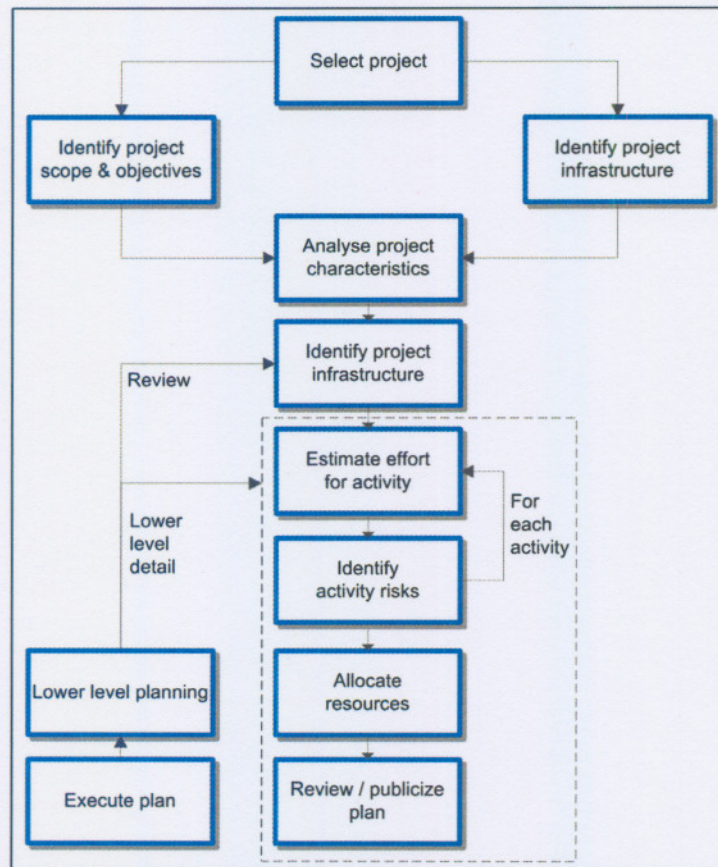 Select project
Identify project
scope & objectives
Identify project
infrastructure
Analyse project
characteristics
Identify project
infrastructure
Review
Estimate effort
for activity
For
each
activity
Lower
level
detail
Identify
activity risks
Lower level planning
Allocate
resources
Execute plan
Review / publicize
plan